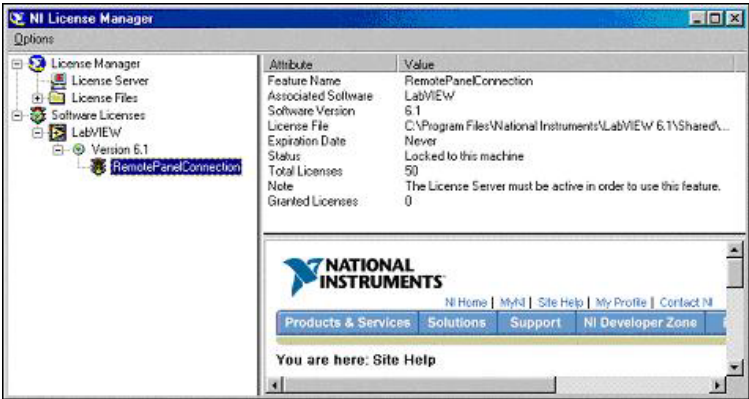 NI License Manager
Options
License Manager
License Server
License Files
Software Licenses
LabVIEW
Version 6.1
RemotePanelConnection
Attribute Value
Feature Name RemotePanelConnection
Associated Software LabVIEW
Software Version 6.1
License File C:\Program Files\National Instruments\LabVIEW 6.1\Shared\...
Expiration Date Never
Status Locked to this machine
Total Licenses 50
Note The License Server must be active in order to use this feature.
Granted Licenses 0
NATIONAL
INSTRUMENTS
NI Home | MyNI | Site Help | My Profile | Contact NI
Products & Services Solutions Support NI Developer Zone
You are here: Site Help